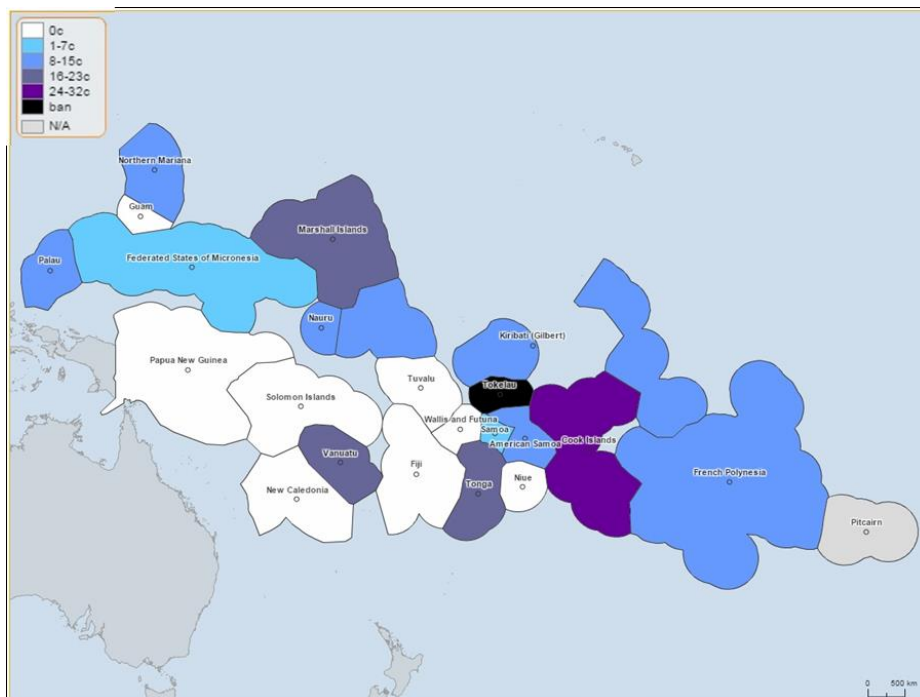 0c
1-7c
8-15c
16-23c
24-32c
ban
N/A
Northern Mariana
Guam
Marshall Islands
Palau
Federated States of Micronesia
Nauru
Kiribati (Gilbert)
Papua New Guinea
Tuvalu
Tokelau
Solomon Islands
Wallis and Futuna
Samoa
American Samoa
Cook Islands
Vanuatu
Fiji
French Polynesia
New Caledonia
Tonga
Niue
Pitcairn
0 500 km